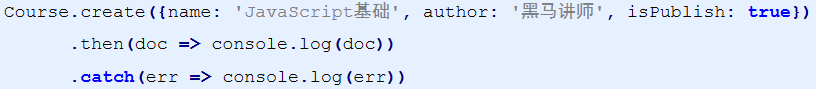 Course.create({name: 'JavaScript基础', author: '黑马讲师', isPublish: true})
.then(doc => console.log(doc))
.catch(err => console.log(err))